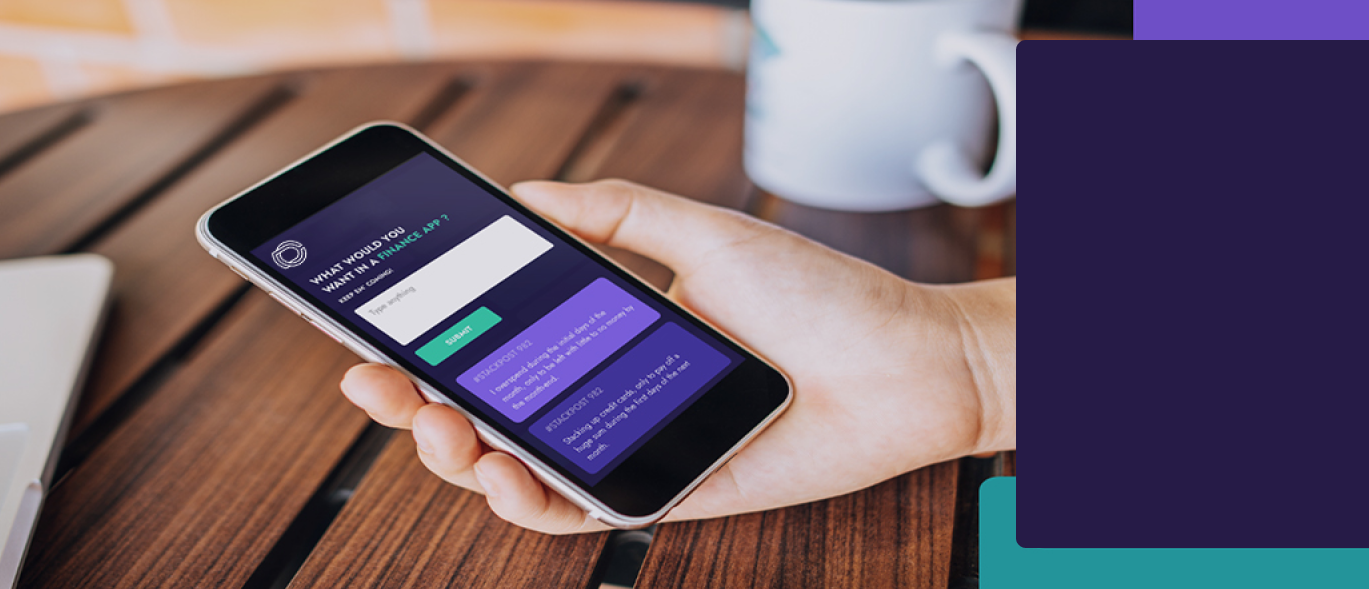 WHAT WOULD YOU
WANT IN A FINANCE APP ?
KEEP EM' COMING!
Type anything
SUBMIT
#STACKPOST 982
I overspend during the initial days of the
month, only to be left with little to no money by
the month-end.
#STACKPOST 982
Stacking up credit cards, only to pay off a
huge sum during the first days of the next
month.